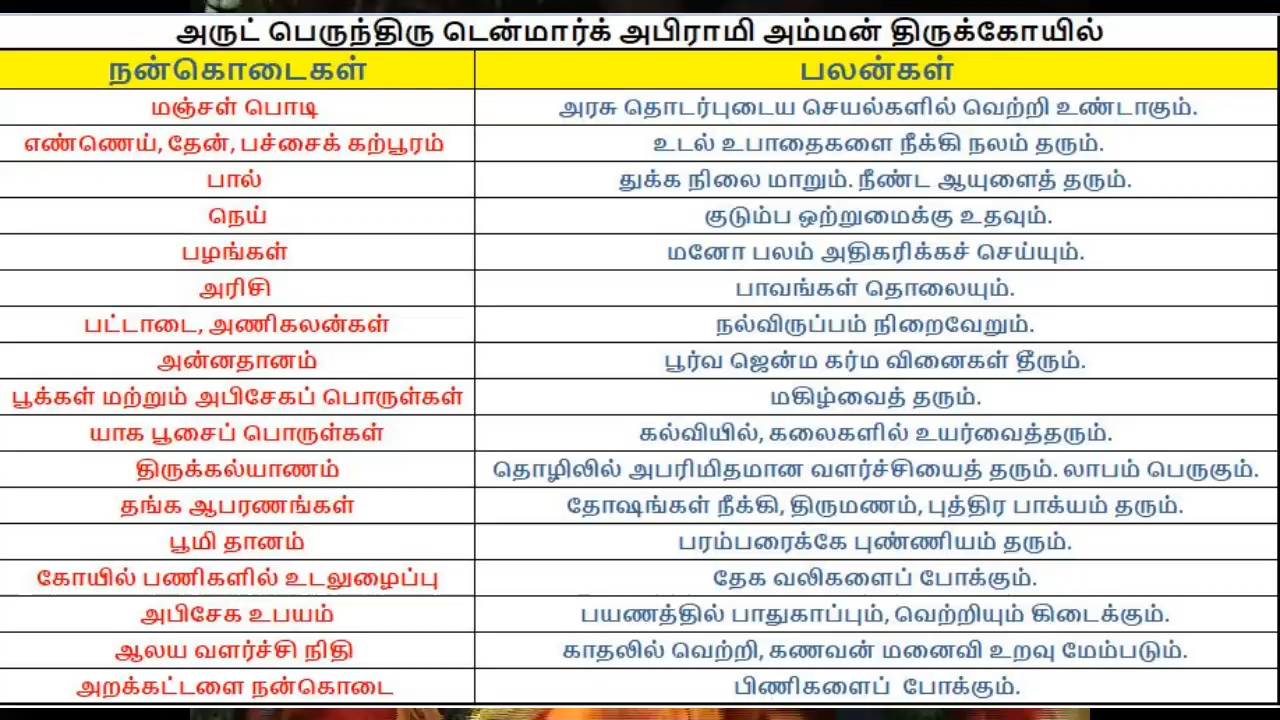 அருட் பெருந்திரு டென்மார்க் அபிராமி அம்மன் திருக்கோயில்
நன்கொடைகள் பலன்கள்
மஞ்சள் பொடி அரசு தொடர்புடைய செயல்களில் வெற்றி உண்டாகும்.
எண்ணெய், தேன், பச்சைக் கற்பூரம் உடல் உபாதைகளை நீக்கி நலம் தரும்.
பால் துக்க நிலை மாறும். நீண்ட ஆயுளைத் தரும்.
நெய் குடும்ப ஒற்றுமைக்கு உதவும்.
பழங்கள் மனோ பலம் அதிகரிக்கச் செய்யும்.
அரிசி பாவங்கள் தொலையும்.
பட்டாடை, அணிகலன்கள் நல்விருப்பம் நிறைவேறும்.
அன்னதானம் பூர்வ ஜென்ம கர்ம வினைகள் தீரும்.
பூக்கள் மற்றும் அபிசேகப் பொருள்கள் மகிழ்வைத் தரும்.
யாக பூசைப் பொருள்கள் கல்வியில், கலைகளில் உயர்வைத்தரும்.
திருக்கல்யாணம் தொழிலில் அபரிமிதமான வளர்ச்சியைத் தரும். லாபம் பெருகும்.
தங்க ஆபரணங்கள் தோஷங்கள் நீக்கி, திருமணம், புத்திர பாக்யம் தரும்.
பூமி தானம் பரம்பரைக்கே புண்ணியம் தரும்.
கோயில் பணிகளில் உடலுழைப்பு தேக வலிகளைப் போக்கும்.
அபிசேக உபயம் பயணத்தில் பாதுகாப்பும், வெற்றியும் கிடைக்கும்.
ஆலய வளர்ச்சி நிதி காதலில் வெற்றி, கணவன் மனைவி உறவு மேம்படும்.
அறக்கட்டளை நன்கொடை பிணிகளைப் போக்கும்.